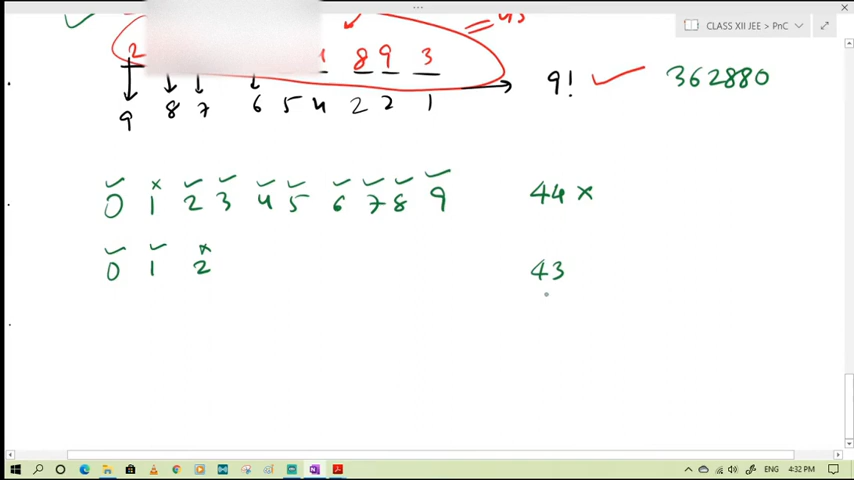 CLASS XII JEE > PnC
45
2 1 8 9 3
9! 362880
9 8 7 6 5 4 2 2 1
0 1 2 3 4 5 6 7 8 9 44 ×
0 1 2 43
ENG 4:32 PM